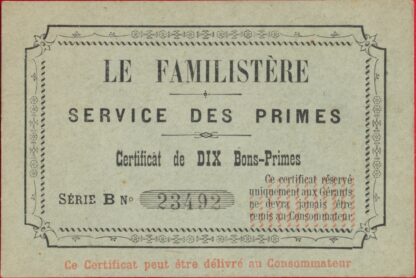 LE FAMILISTÈRE
SERVICE DES PRIMES
Certificat de DIX Bons-Primes
SÉRIE B Nº 23492
Ce certificat réservé
uniquement aux Gérants
ne devra jamais être
remis au Consommateur
Ce Certificat peut être délivré au Consommateur